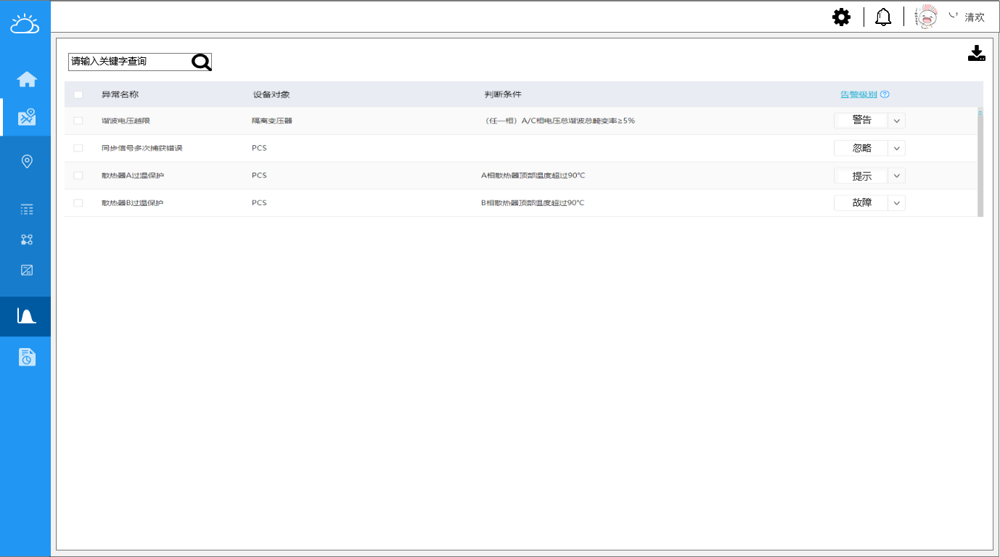 清欢
请输入关键字查询
异常名称 设备对象 判断条件 告警级别
谐波电压越限 隔离变压器 （任一相）A/C相电压总谐波总畸变率≥5% 警告
同步信号多次捕获错误 PCS 忽略
散热器A过温保护 PCS A相散热器顶部温度超过90℃ 提示
散热器B过温保护 PCS B相散热器顶部温度超过90℃ 故障